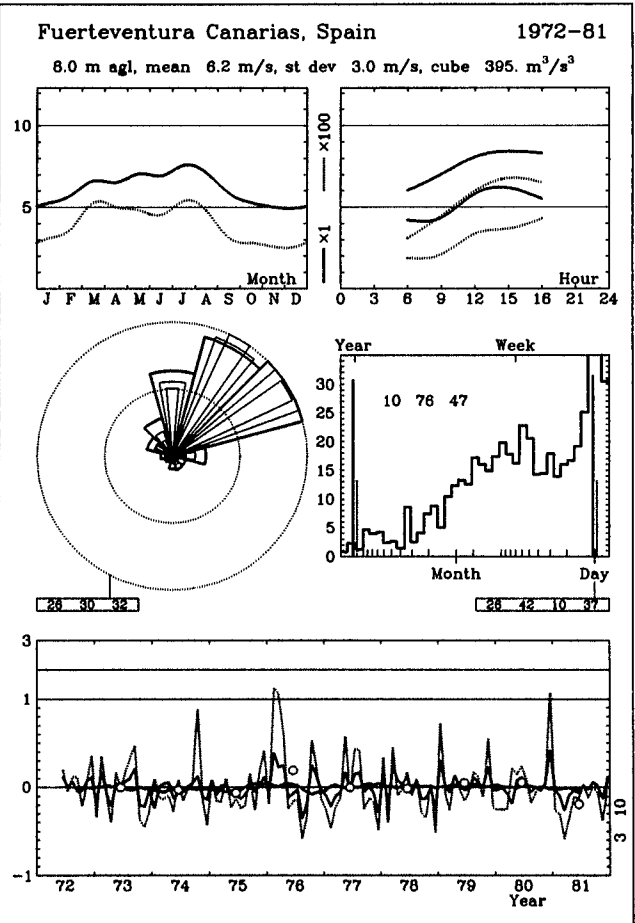 Fuerteventura Canarias, Spain 1972-81
8.0 m agl, mean 6.2 m/s, st dev 3.0 m/s, cube 395. m³/s³
10
5
×1 ×100
Month
J F M A M J J A S O N D
Hour
0 3 6 9 12 15 18 21 24
26 30 32
Year Week
35
30
25
20
15
10
5
0
10 76 47
Month Day
26 42 10 37
3
1
0
-1
3 10
72 73 74 75 76 77 78 79 80 81
Year